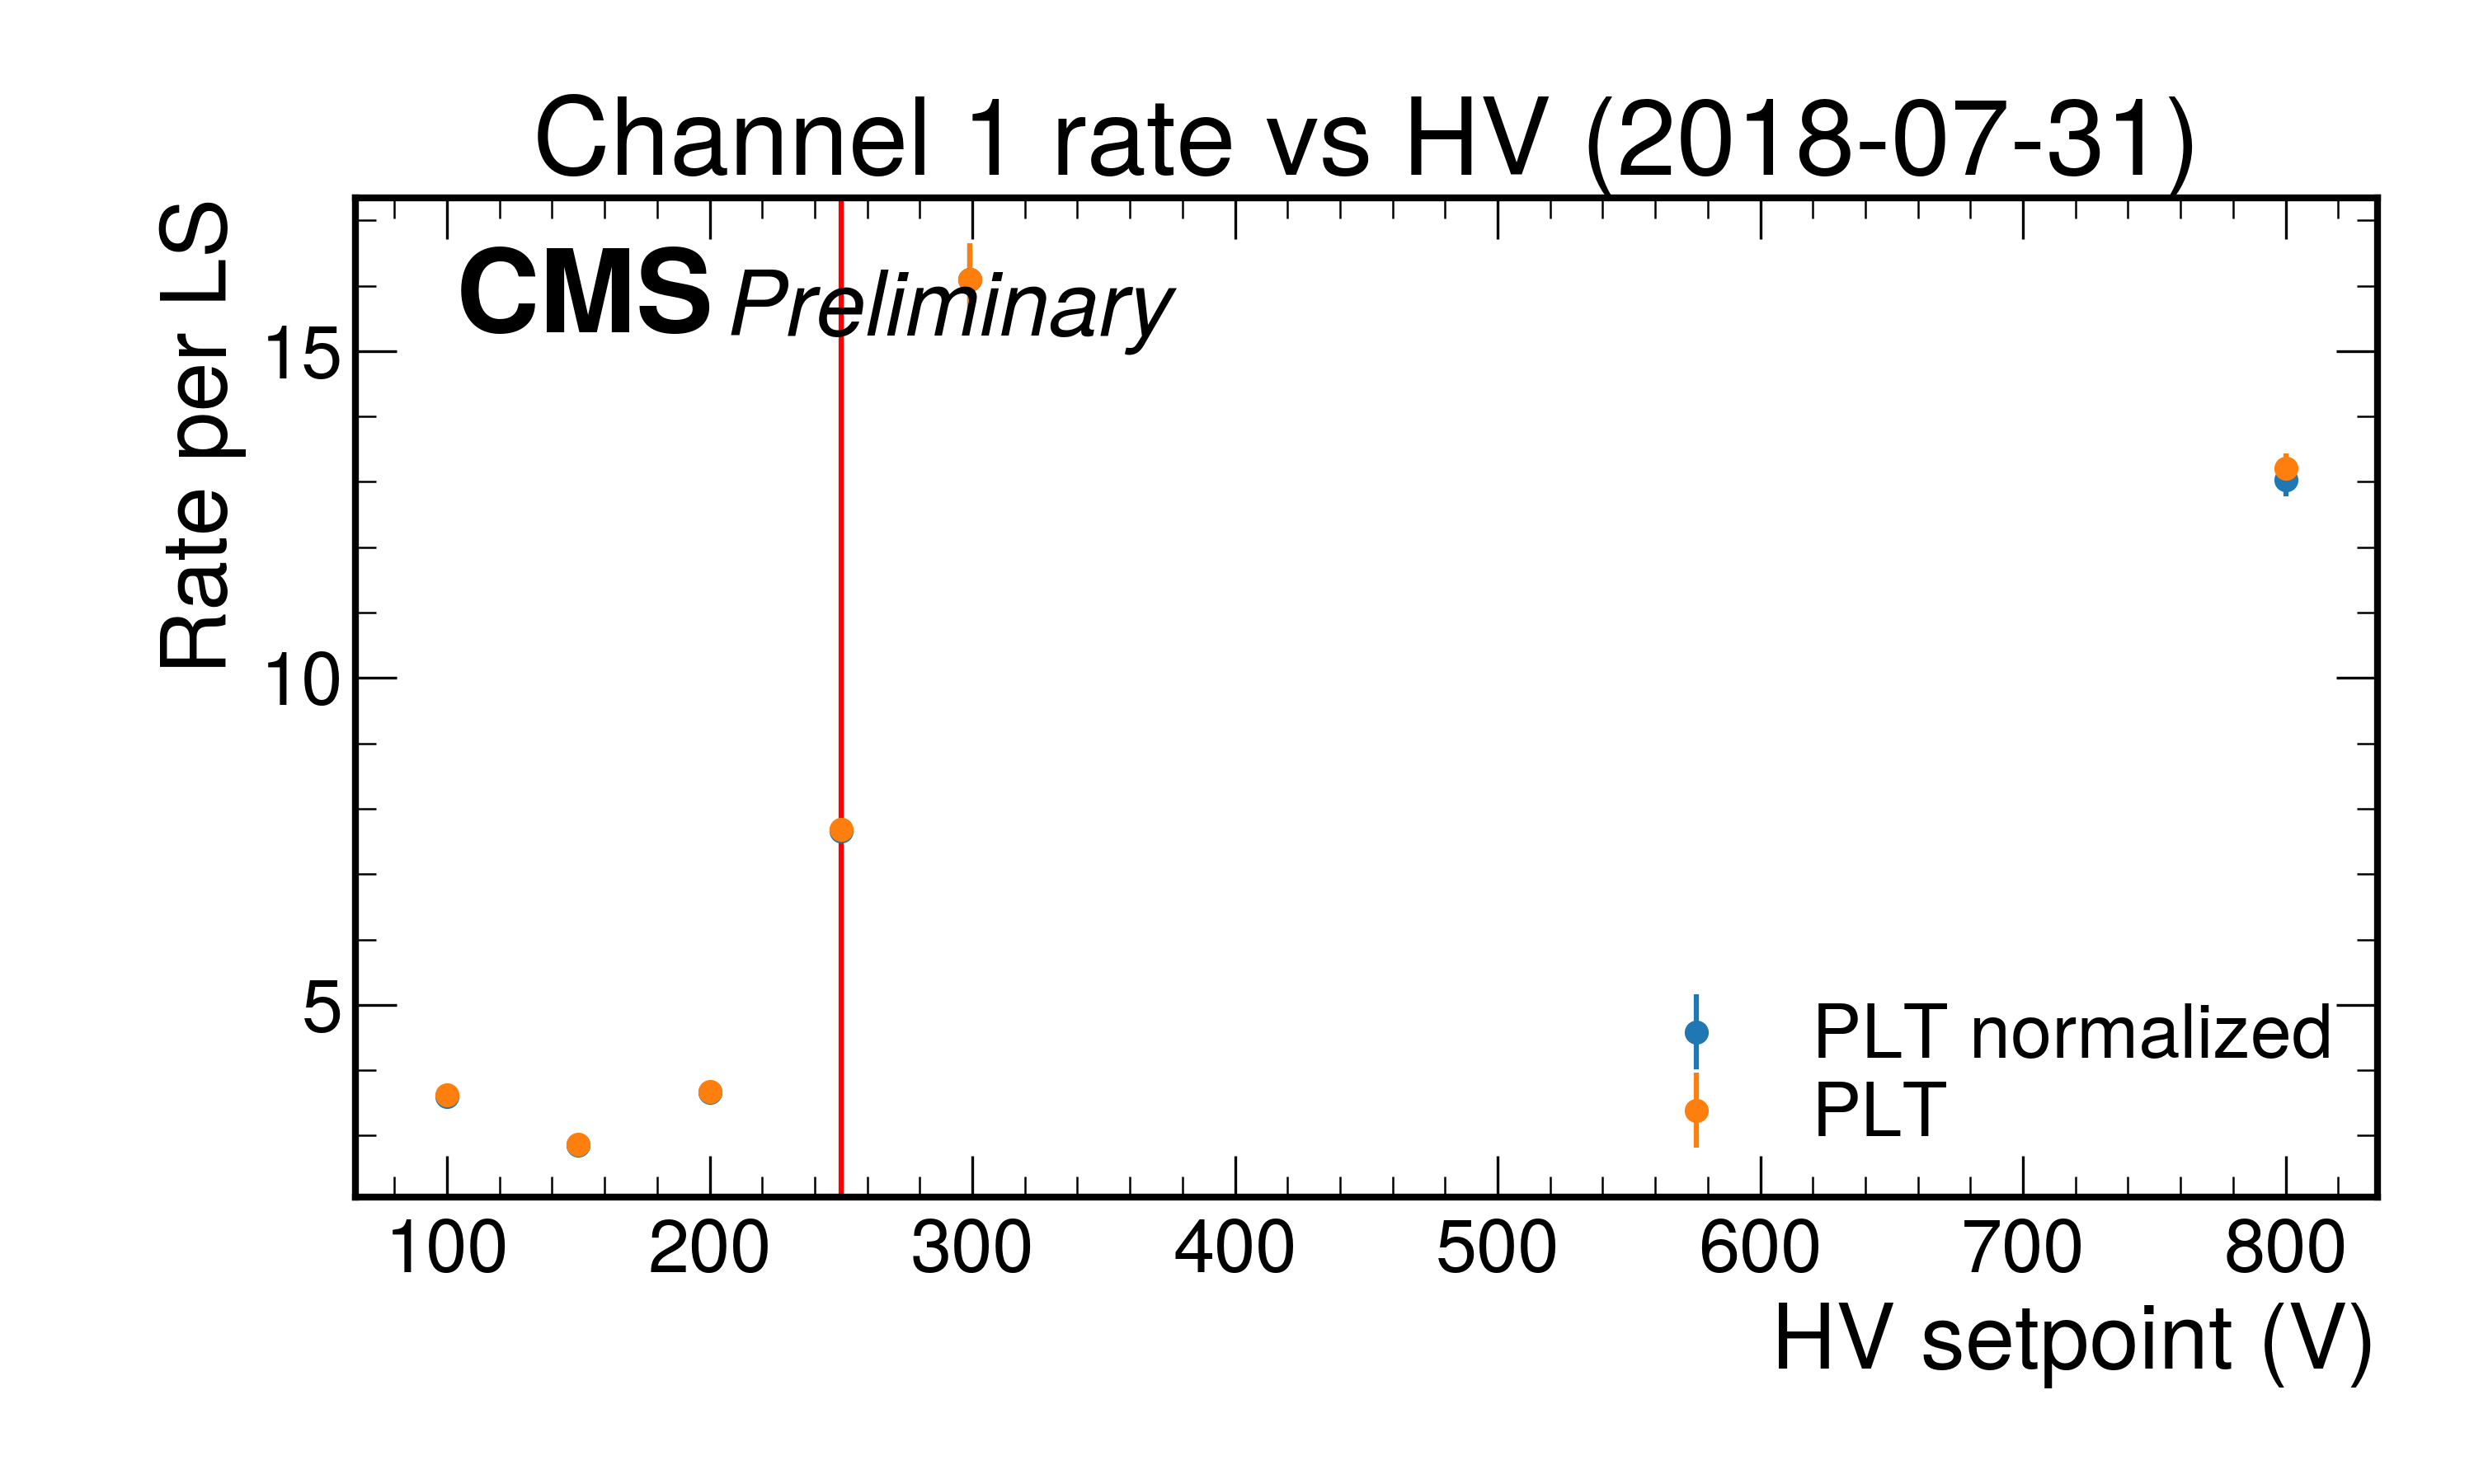 Channel 1 rate vs HV (2018-07-31)
CMS Preliminary
Rate per LS
15
10
5
PLT normalized
PLT
100 200 300 400 500 600 700 800
HV setpoint (V)